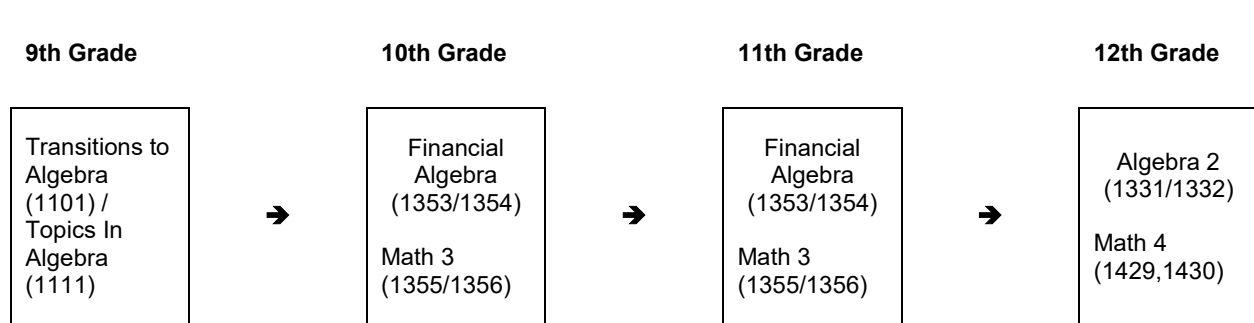 9th Grade
10th Grade
11th Grade
12th Grade
Transitions to
Algebra
(1101) /
Topics In
Algebra
(1111)
Financial
Algebra
(1353/1354)
Math 3
(1355/1356)
Financial
Algebra
(1353/1354)
Math 3
(1355/1356)
Algebra 2
(1331/1332)
Math 4
(1429,1430)